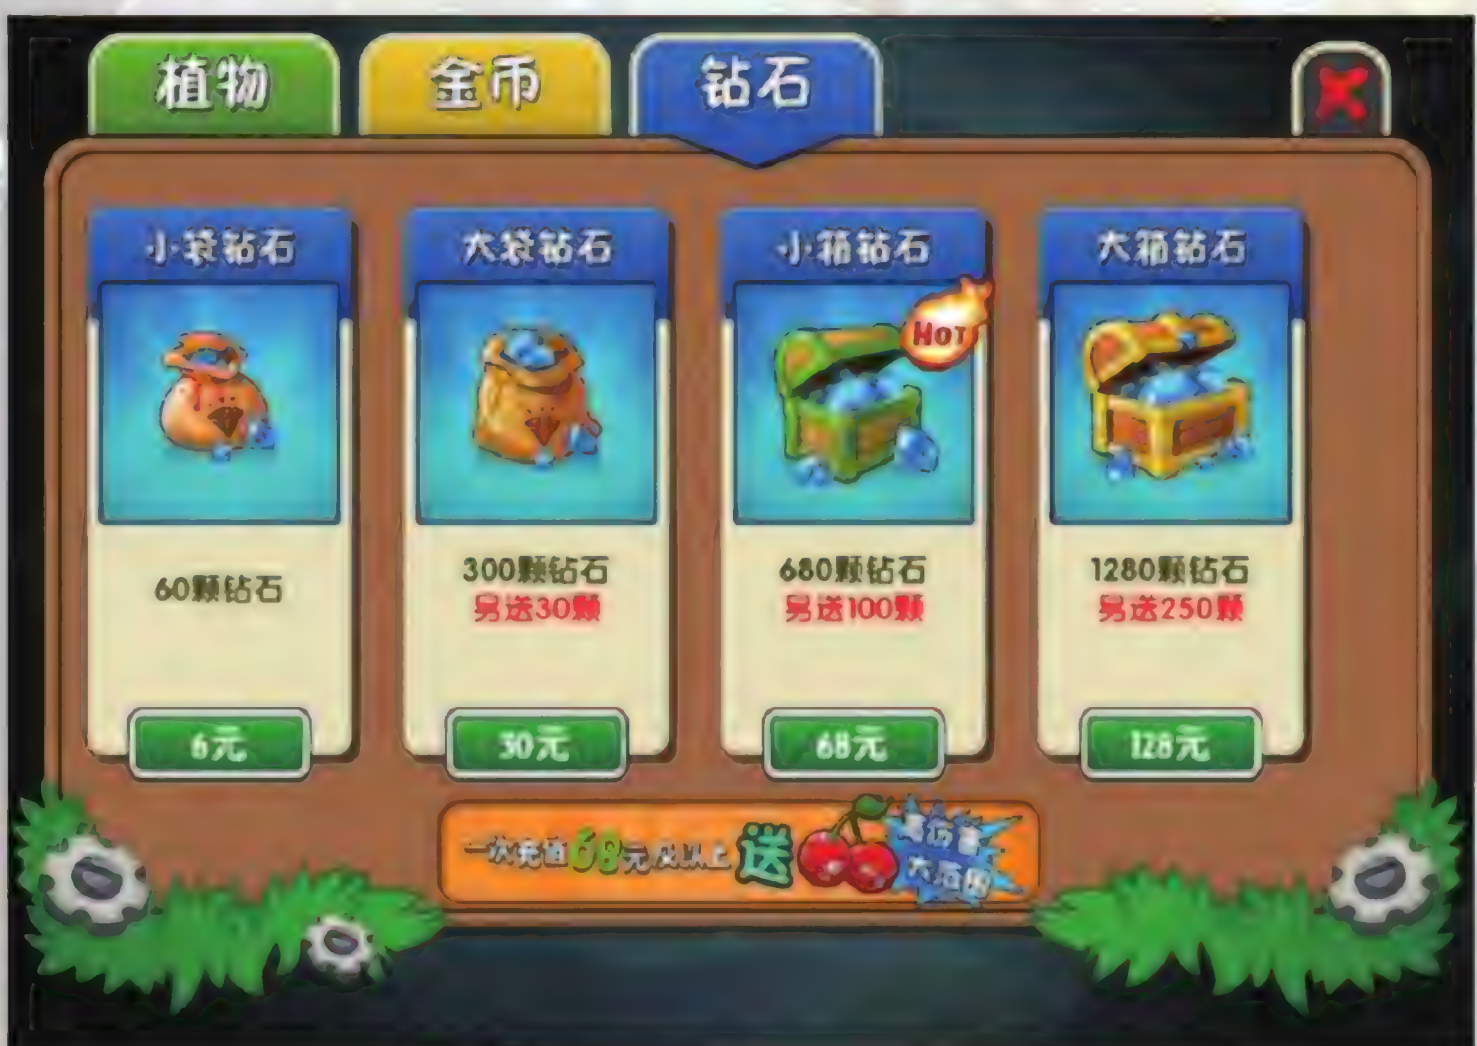 植物
金币
钻石
小袋钻石
大袋钻石
小箱钻石
大箱钻石
HOT
60颗钻石
300颗钻石
另送30颗
680颗钻石
另送100颗
1280颗钻石
另送250颗
6元
30元
68元
128元
一次充值68元及以上送
大范围